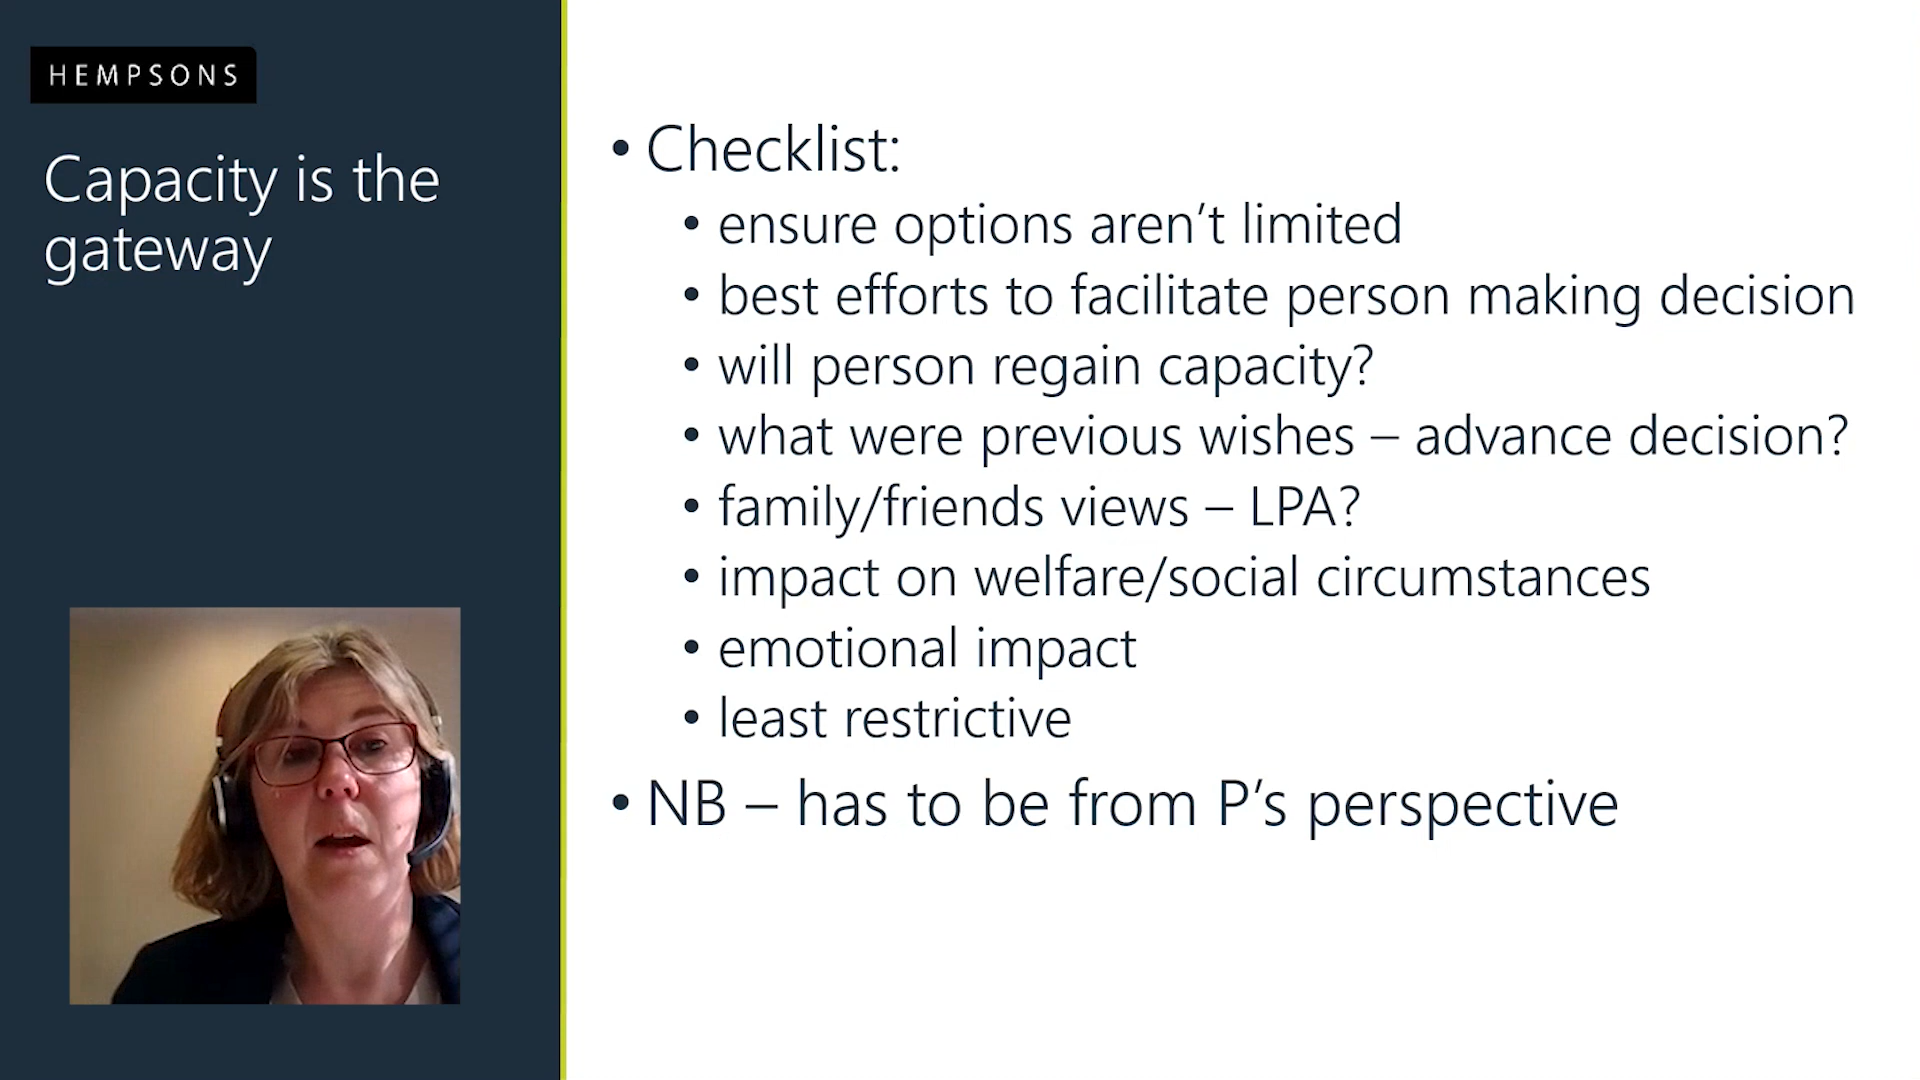 HEMPSONS
Capacity is the
gateway
• Checklist:
• ensure options aren’t limited
• best efforts to facilitate person making decision
• will person regain capacity?
• what were previous wishes – advance decision?
• family/friends views – LPA?
• impact on welfare/social circumstances
• emotional impact
• least restrictive
• NB – has to be from P’s perspective